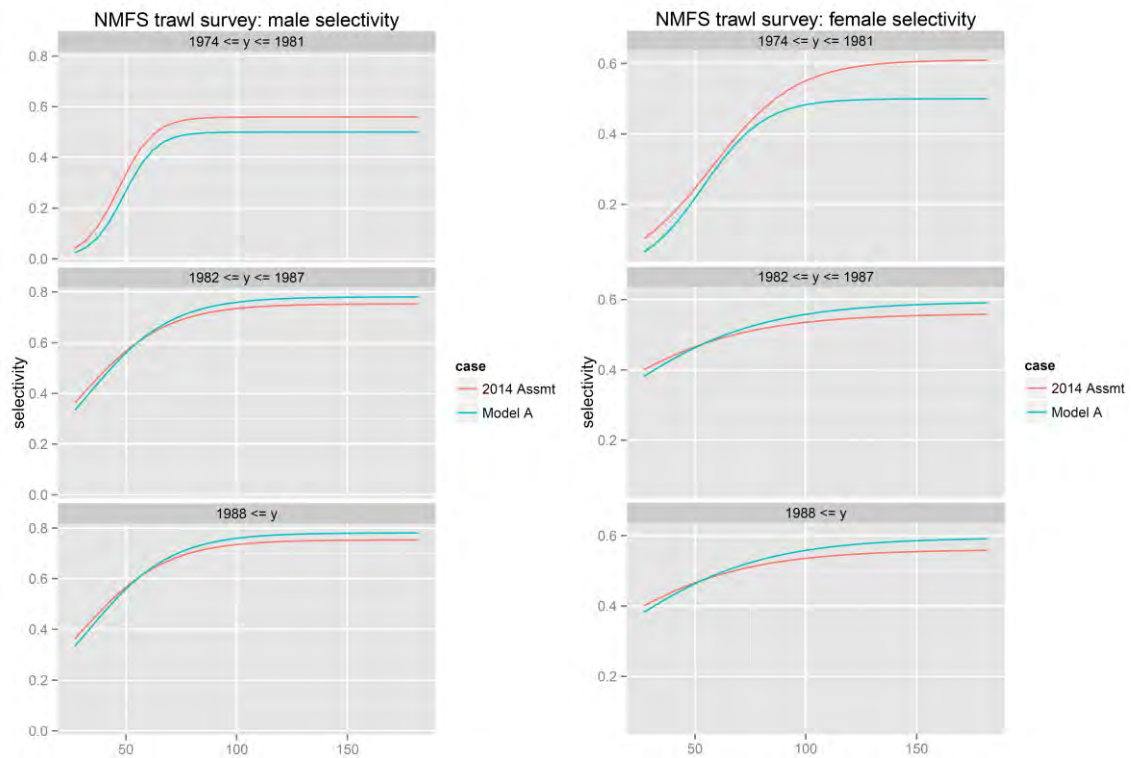 NMFS trawl survey: male selectivity
1974 <= y <= 1981
0.8
0.6
0.4
0.2
0.0
1982 <= y <= 1987
0.8
0.6
0.4
0.2
0.0
1988 <= y
0.8
0.6
0.4
0.2
0.0
50
100
150
selectivity
case
2014 Assmt
Model A
NMFS trawl survey: female selectivity
1974 <= y <= 1981
0.6
0.4
0.2
1982 <= y <= 1987
0.6
0.4
0.2
1988 <= y
0.6
0.4
0.2
50
100
150
selectivity
case
2014 Assmt
Model A